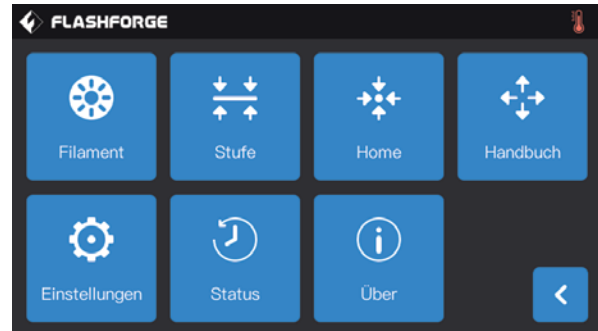 FLASHFORGE
Filament
Stufe
Home
Handbuch
Einstellungen
Status
Über